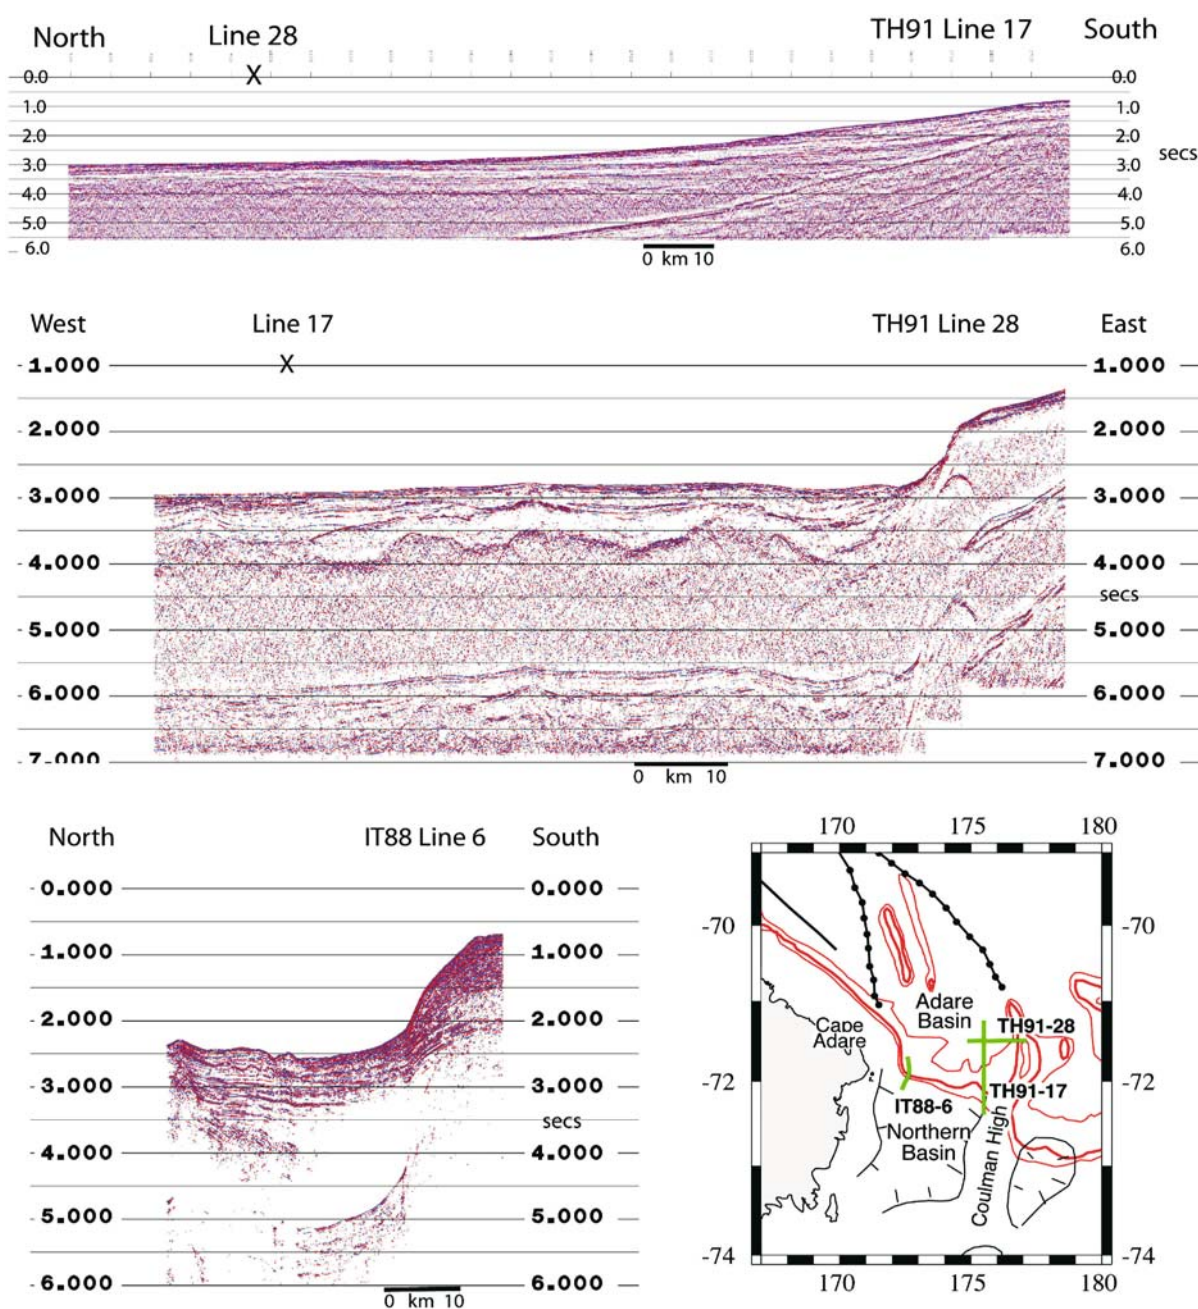 North Line 28 TH91 Line 17 South
X
0.0 0.0
1.0 1.0
2.0 2.0
secs
3.0 3.0
4.0 4.0
5.0 5.0
6.0 6.0
0 km 10
West Line 17 TH91 Line 28 East
X
1.000 1.000
2.000 2.000
3.000 3.000
4.000 4.000
secs
5.000 5.000
6.000 6.000
7.000 7.000
0 km 10
North IT88 Line 6 South
0.000 0.000
1.000 1.000
2.000 2.000
3.000 3.000
secs
4.000 4.000
5.000 5.000
6.000 6.000
0 km 10
170 175 180
-70 -70
Adare
Basin
TH91-28
Cape
Adare
-72 -72
TH91-17
IT88-6
Northern
Basin
Coulman High
-74 -74
170 175 180